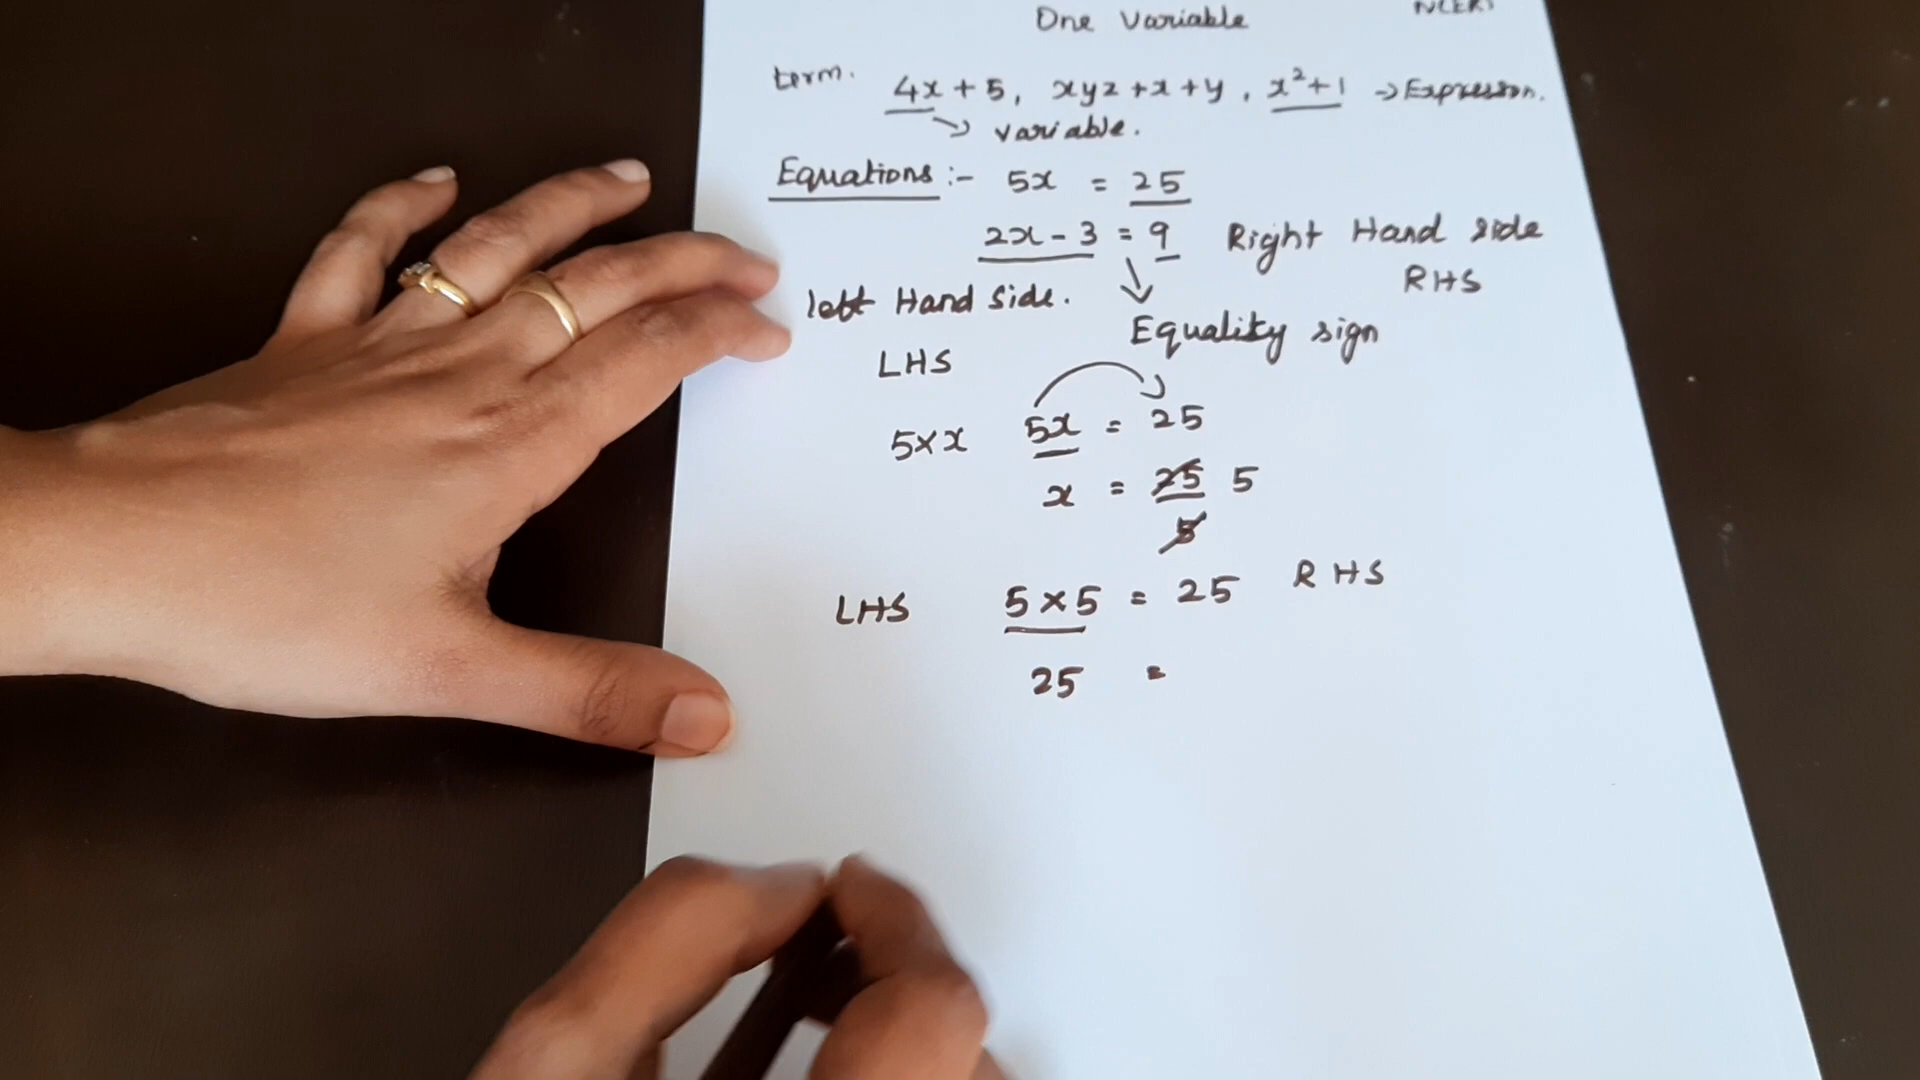 One Variable NCERT
term. 4x + 5, xyz + x + y, x² + 1 → Expression.
→ variable.
Equations :- 5x = 25
2x - 3 = 9 Right Hand side
RHS
left Hand Side.
Equality sign
LHS
5×x 5x = 25
x = 25/5 5
LHS 5×5 = 25 RHS
25 =